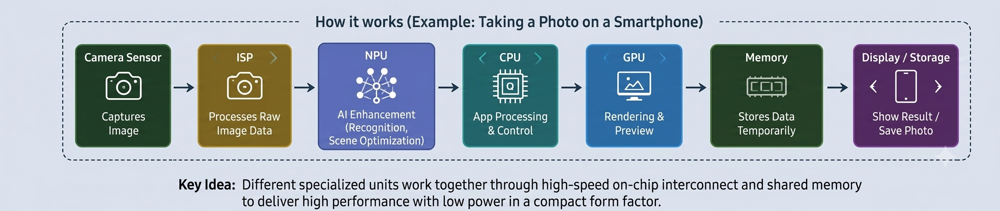 How it works (Example: Taking a Photo on a Smartphone)
Camera Sensor
Captures
Image
ISP
Processes Raw
Image Data
NPU
AI Enhancement
(Recognition,
Scene Optimization)
CPU
Q
App Processing
& Control
GPU
Rendering &
Preview
Memory
Stores Data
Temporarily
Display / Storage
Show Result /
Save Photo
Key Idea: Different specialized units work together through high-speed on-chip interconnect and shared memory
to deliver high performance with low power in a compact form factor.